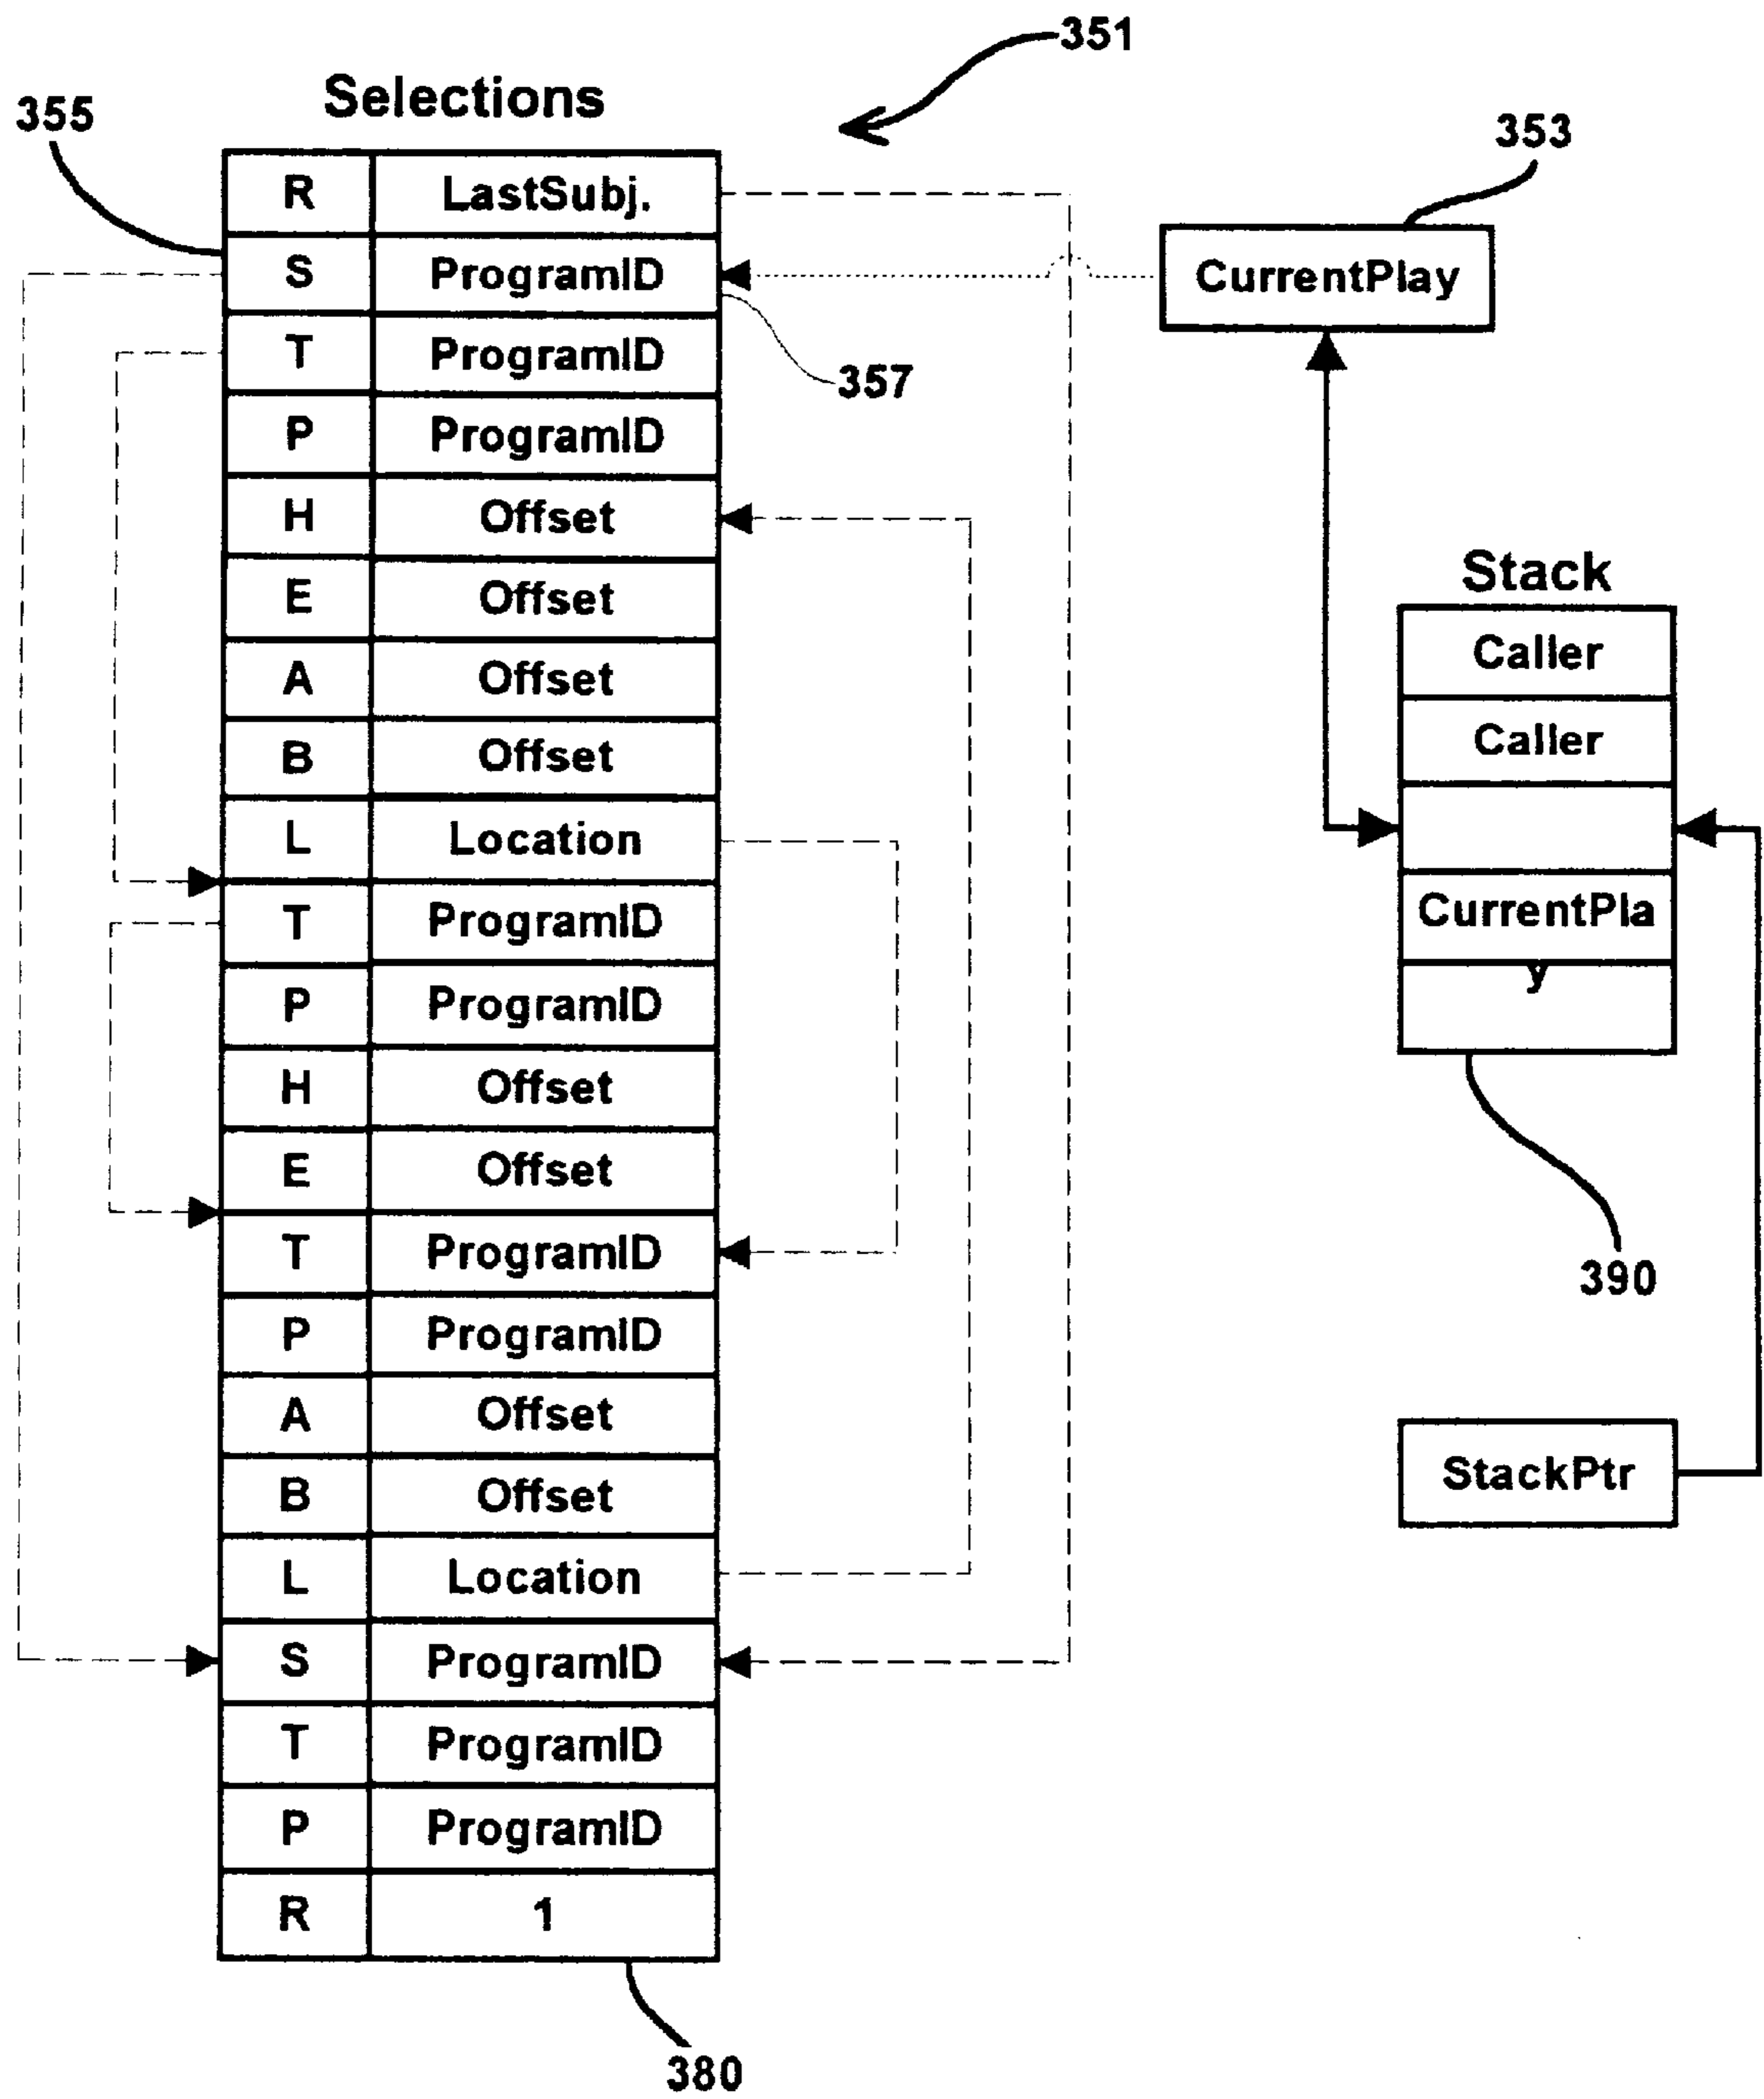 351
Selections
355
353
R LastSubj.
S ProgramID
CurrentPlay
T ProgramID
357
P ProgramID
H Offset
E Offset
Stack
A Offset
Caller
B Offset
Caller
L Location
T ProgramID
CurrentPla
y
P ProgramID
H Offset
E Offset
T ProgramID
390
P ProgramID
A Offset
B Offset
StackPtr
L Location
S ProgramID
T ProgramID
P ProgramID
R 1
380